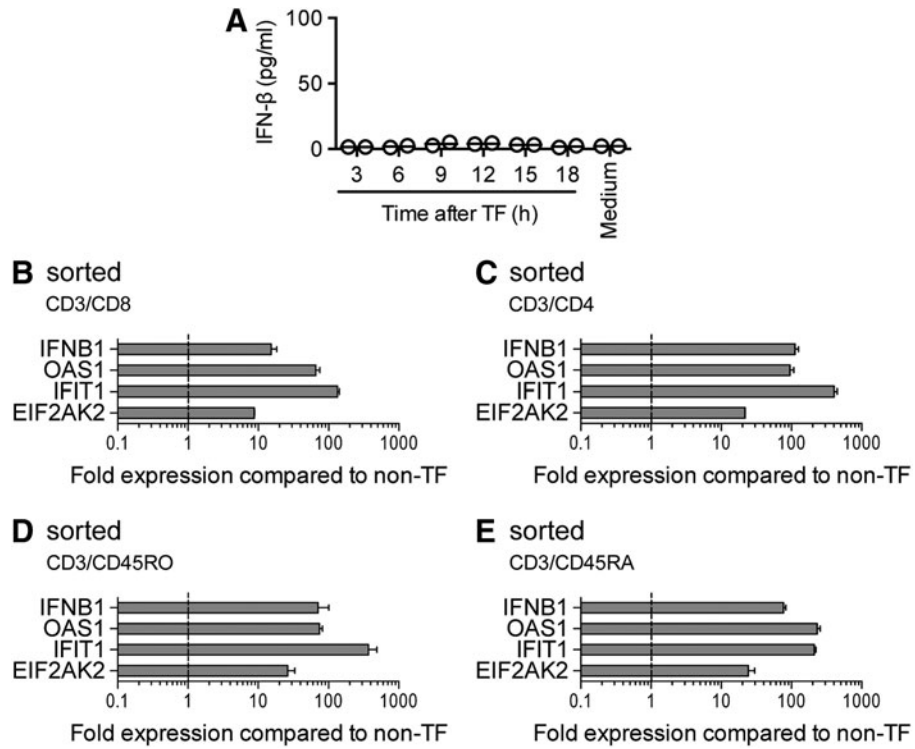 A
IFN-β (pg/ml)
100
50
0
3 6 9 12 15 18 Medium
Time after TF (h)
B sorted
CD3/CD8
IFNB1
OAS1
IFIT1
EIF2AK2
0.1 1 10 100 1000
Fold expression compared to non-TF
C sorted
CD3/CD4
IFNB1
OAS1
IFIT1
EIF2AK2
0.1 1 10 100 1000
Fold expression compared to non-TF
D sorted
CD3/CD45RO
IFNB1
OAS1
IFIT1
EIF2AK2
0.1 1 10 100 1000
Fold expression compared to non-TF
E sorted
CD3/CD45RA
IFNB1
OAS1
IFIT1
EIF2AK2
0.1 1 10 100 1000
Fold expression compared to non-TF